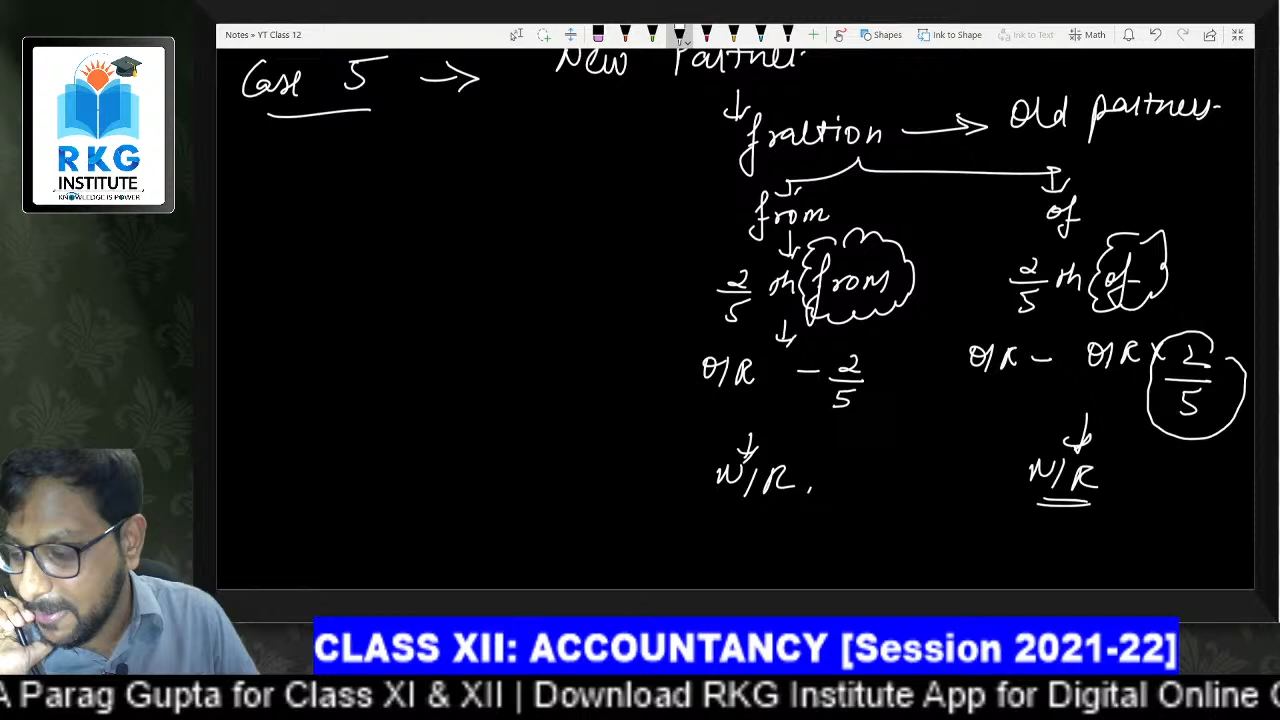 Notes » YT Class 12
Shapes
Ink to Shape
Ink to Text
Math
RKG
INSTITUTE
KNOWLEDGE IS POWER
Case 5 → New Partner
fraction → Old partners
from of
2/5 th from 2/5 th of
O/R - 2/5 O/R - O/R × 2/5
N/R. N/R
CLASS XII: ACCOUNTANCY [Session 2021-22]
A Parag Gupta for Class XI & XII | Download RKG Institute App for Digital Online